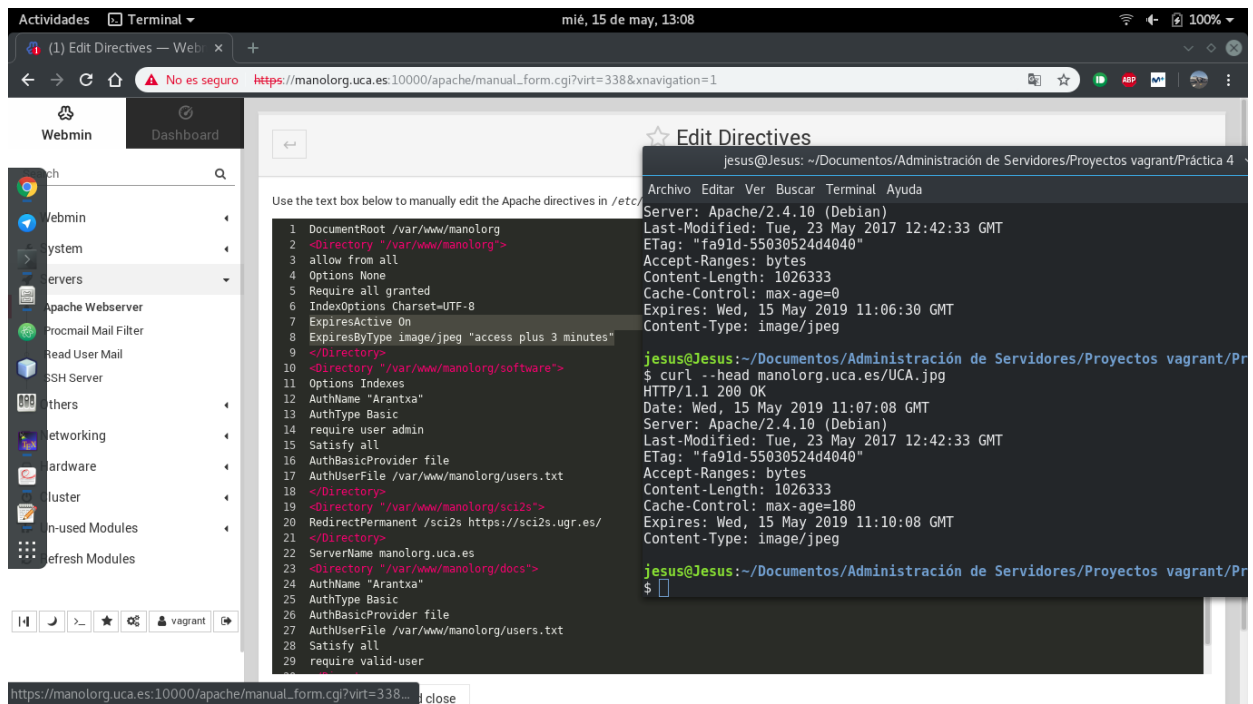 Actividades Terminal mié, 15 de may, 13:08 100%
(1) Edit Directives — Web
No es seguro https://manolorg.uca.es:10000/apache/manual_form.cgi?virt=338&xnavigation=1
ABP
Webmin Dashboard
ch
Webmin
System
Servers
Apache Webserver
Procmail Mail Filter
Read User Mail
SSH Server
Others
Networking
Hardware
Cluster
Un-used Modules
Refresh Modules
vagrant
https://manolorg.uca.es:10000/apache/manual_form.cgi?virt=338...
Edit Directives
Use the text box below to manually edit the Apache directives in /etc/
1 DocumentRoot /var/www/manolorg
2 <Directory "/var/www/manolorg">
3 allow from all
4 Options None
5 Require all granted
6 IndexOptions Charset=UTF-8
7 ExpiresActive On
8 ExpiresByType image/jpeg "access plus 3 minutes"
9 </Directory>
10 <Directory "/var/www/manolorg/software">
11 Options Indexes
12 AuthName "Arantxa"
13 AuthType Basic
14 require user admin
15 Satisfy all
16 AuthBasicProvider file
17 AuthUserFile /var/www/manolorg/users.txt
18 </Directory>
19 <Directory "/var/www/manolorg/sci2s">
20 RedirectPermanent /sci2s https://sci2s.ugr.es/
21 </Directory>
22 ServerName manolorg.uca.es
23 <Directory "/var/www/manolorg/docs">
24 AuthName "Arantxa"
25 AuthType Basic
26 AuthBasicProvider file
27 AuthUserFile /var/www/manolorg/users.txt
28 Satisfy all
29 require valid-user
d close
jesus@Jesus: ~/Documentos/Administración de Servidores/Proyectos vagrant/Práctica 4
Archivo Editar Ver Buscar Terminal Ayuda
Server: Apache/2.4.10 (Debian)
Last-Modified: Tue, 23 May 2017 12:42:33 GMT
ETag: "fa91d-55030524d4040"
Accept-Ranges: bytes
Content-Length: 1026333
Cache-Control: max-age=0
Expires: Wed, 15 May 2019 11:06:30 GMT
Content-Type: image/jpeg
jesus@Jesus:~/Documentos/Administración de Servidores/Proyectos vagrant/Pr
$ curl --head manolorg.uca.es/UCA.jpg
HTTP/1.1 200 OK
Date: Wed, 15 May 2019 11:07:08 GMT
Server: Apache/2.4.10 (Debian)
Last-Modified: Tue, 23 May 2017 12:42:33 GMT
ETag: "fa91d-55030524d4040"
Accept-Ranges: bytes
Content-Length: 1026333
Cache-Control: max-age=180
Expires: Wed, 15 May 2019 11:10:08 GMT
Content-Type: image/jpeg
jesus@Jesus:~/Documentos/Administración de Servidores/Proyectos vagrant/Pr
$